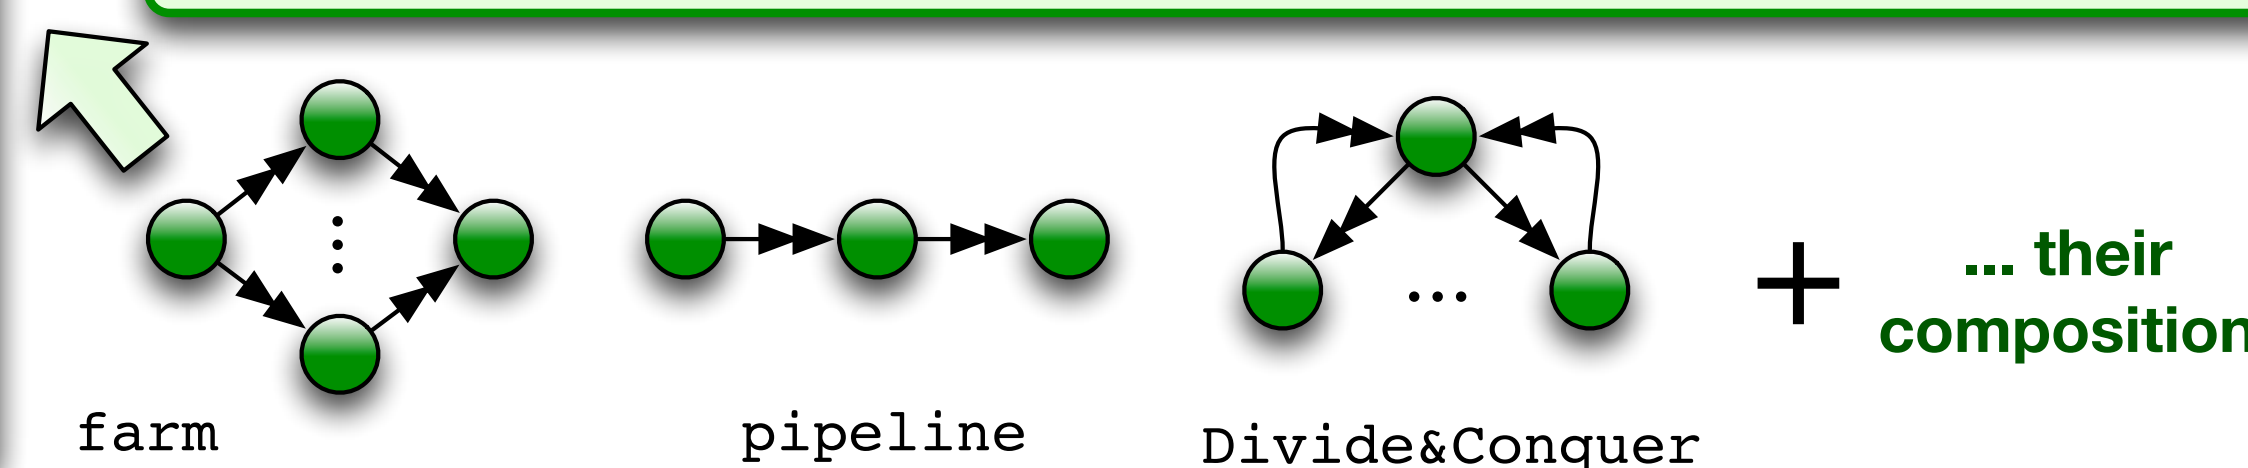 ... their
composition
farm
pipeline
Divide&Conquer